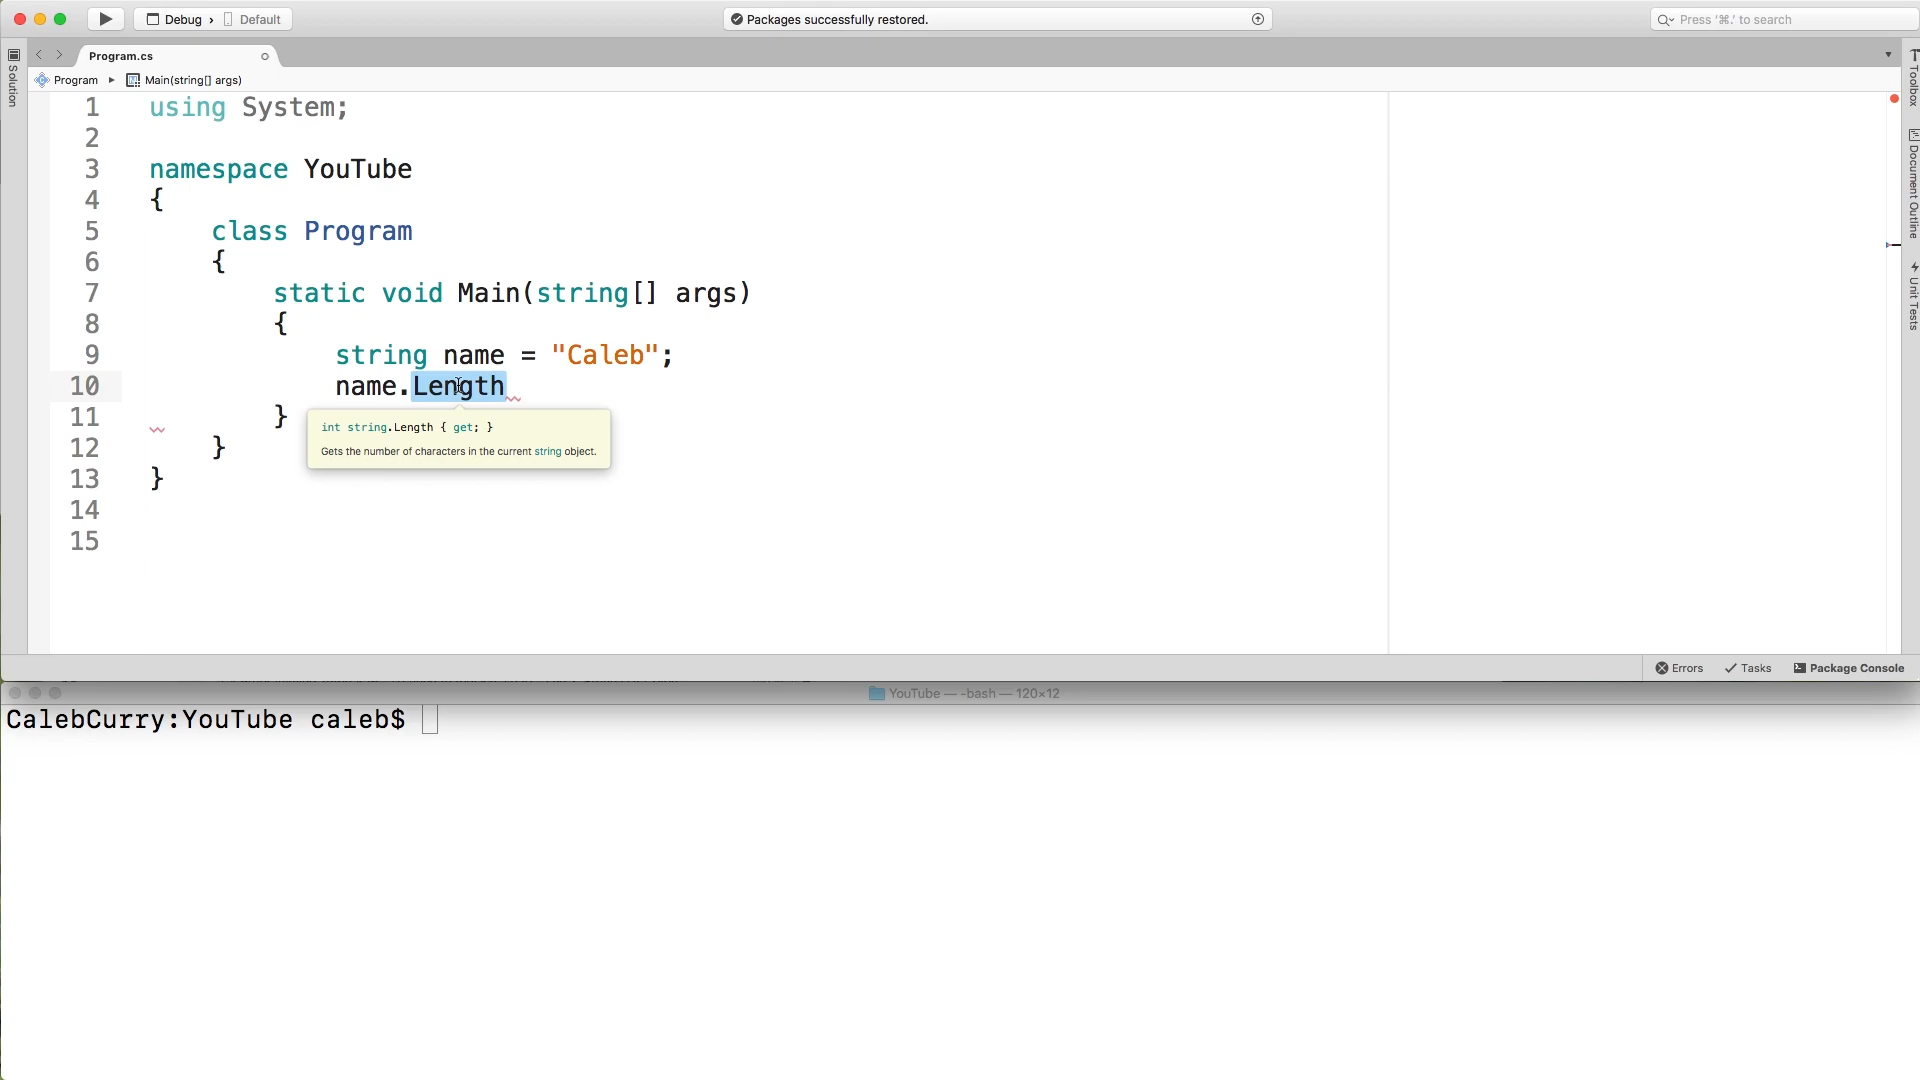 Debug › Default
Packages successfully restored.
Press '⌘.' to search
Program.cs
Program ▸ Main(string[] args)
Solution
Toolbox
Document Outline
Unit Tests
1 using System;
2
3 namespace YouTube
4 {
5 class Program
6 {
7 static void Main(string[] args)
8 {
9 string name = "Caleb";
10 name.Length
11 }
int string.Length { get; }
Gets the number of characters in the current string object.
12 }
13 }
14
15
Errors Tasks Package Console
YouTube — -bash — 120×12
CalebCurry:YouTube caleb$